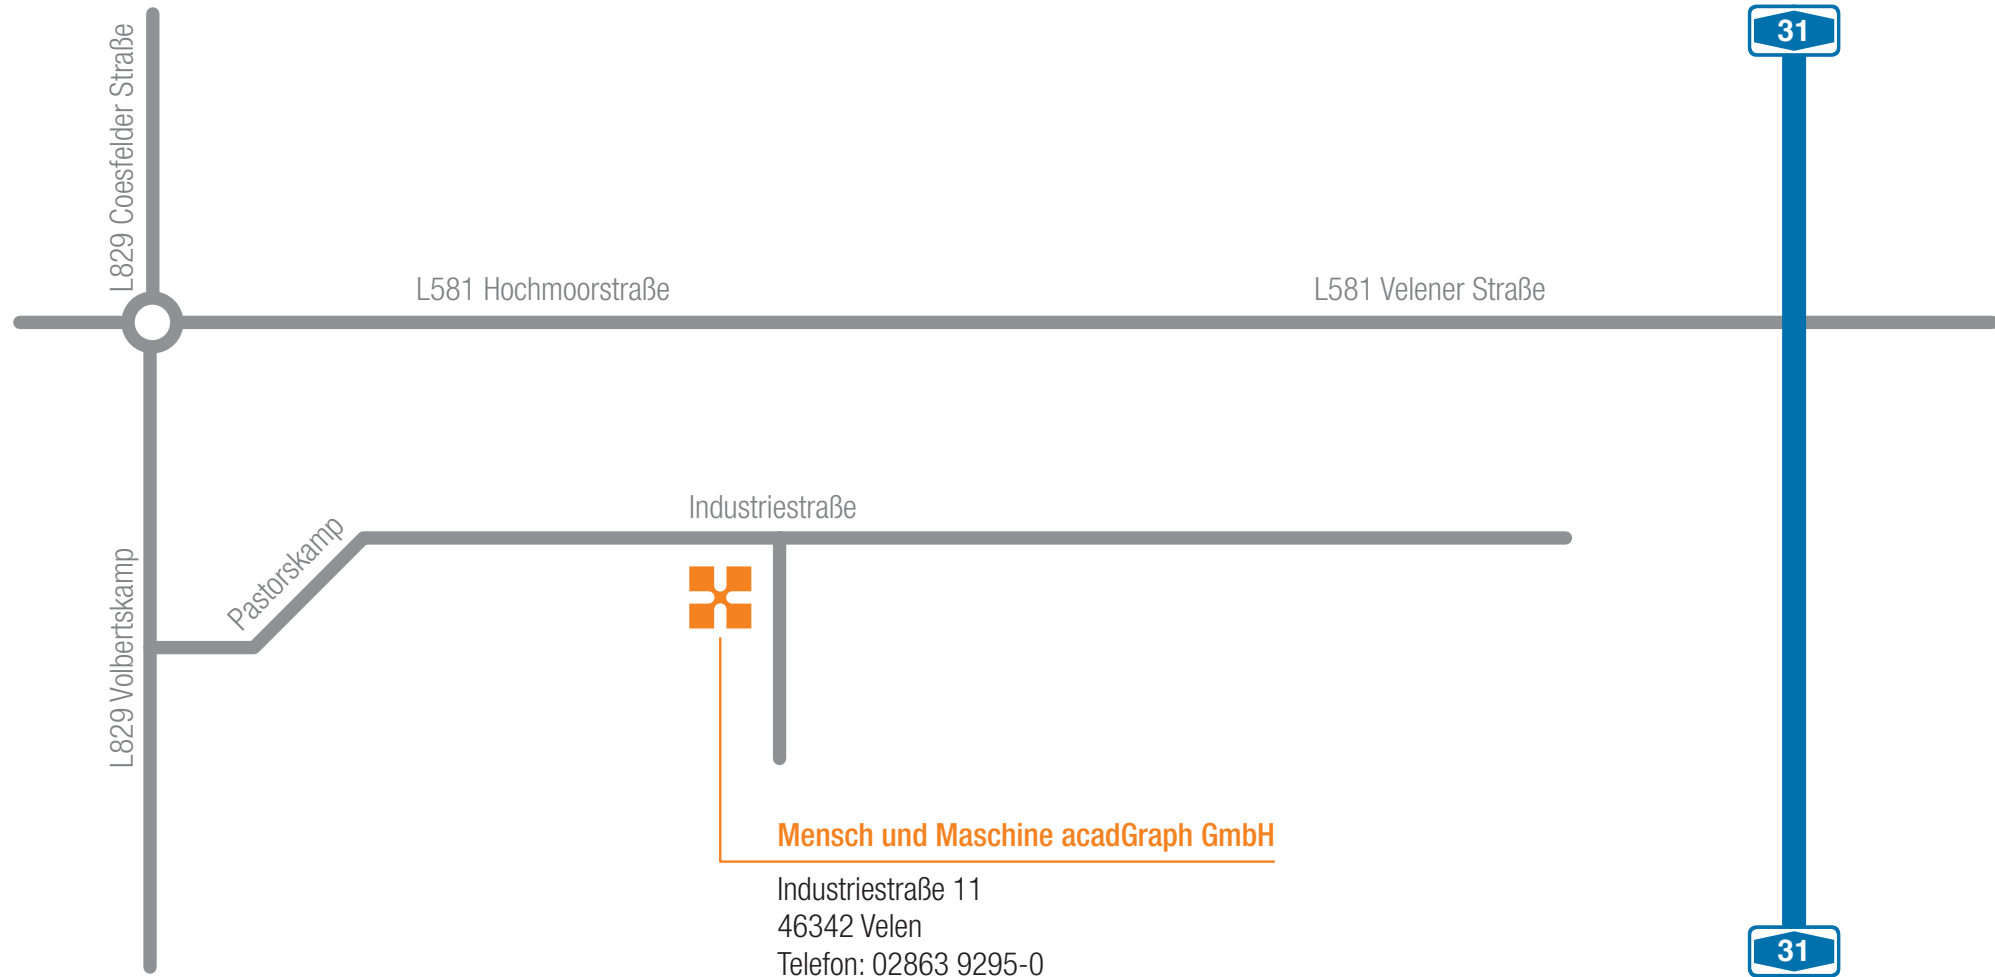 31
L829 Coesfelder Straße
L581 Hochmoorstraße
L581 Velener Straße
Industriestraße
Pastorskamp
L829 Volbertskamp
Mensch und Maschine acadGraph GmbH
Industriestraße 11
46342 Velen
Telefon: 02863 9295-0
31